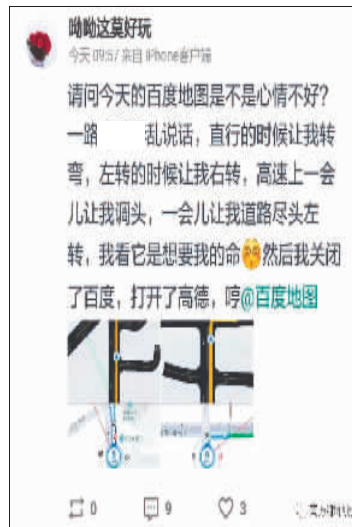 呦呦这莫好玩
今天 09:57 来自 iPhone客户端
请问今天的百度地图是不是心情不好?
一路 乱说话，直行的时候让我转
弯，左转的时候让我右转，高速上一会
儿让我调头，一会儿让我道路尽头左
转，我看它是想要我的命 然后我关闭
了百度，打开了高德，哼@百度地图
0 9 3